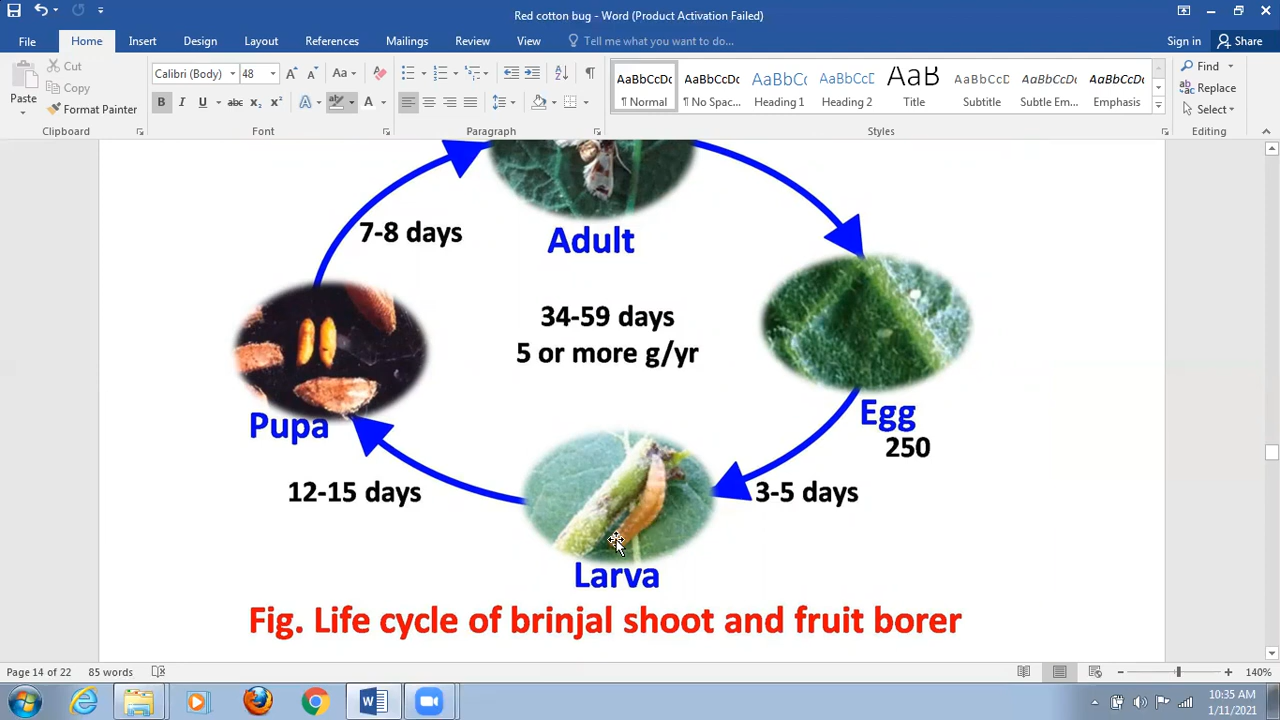 Red cotton bug - Word (Product Activation Failed)
File Home Insert Design Layout References Mailings Review View Tell me what you want to do... Sign in Share
Paste
Cut
Copy
Format Painter
Clipboard
Calibri (Body) 48
Font
Paragraph
AaBbCcDc AaBbCcDc AaBbCc AaBbCcD AaB AaBbCcD AaBbCcDc AaBbCcDc
¶ Normal ¶ No Spac... Heading 1 Heading 2 Title Subtitle Subtle Em... Emphasis
Styles
Find
Replace
Select
Editing
7-8 days
Adult
34-59 days
5 or more g/yr
Pupa
Egg
250
12-15 days
3-5 days
Larva
Fig. Life cycle of brinjal shoot and fruit borer
Page 14 of 22 85 words 140%
10:35 AM
1/11/2021